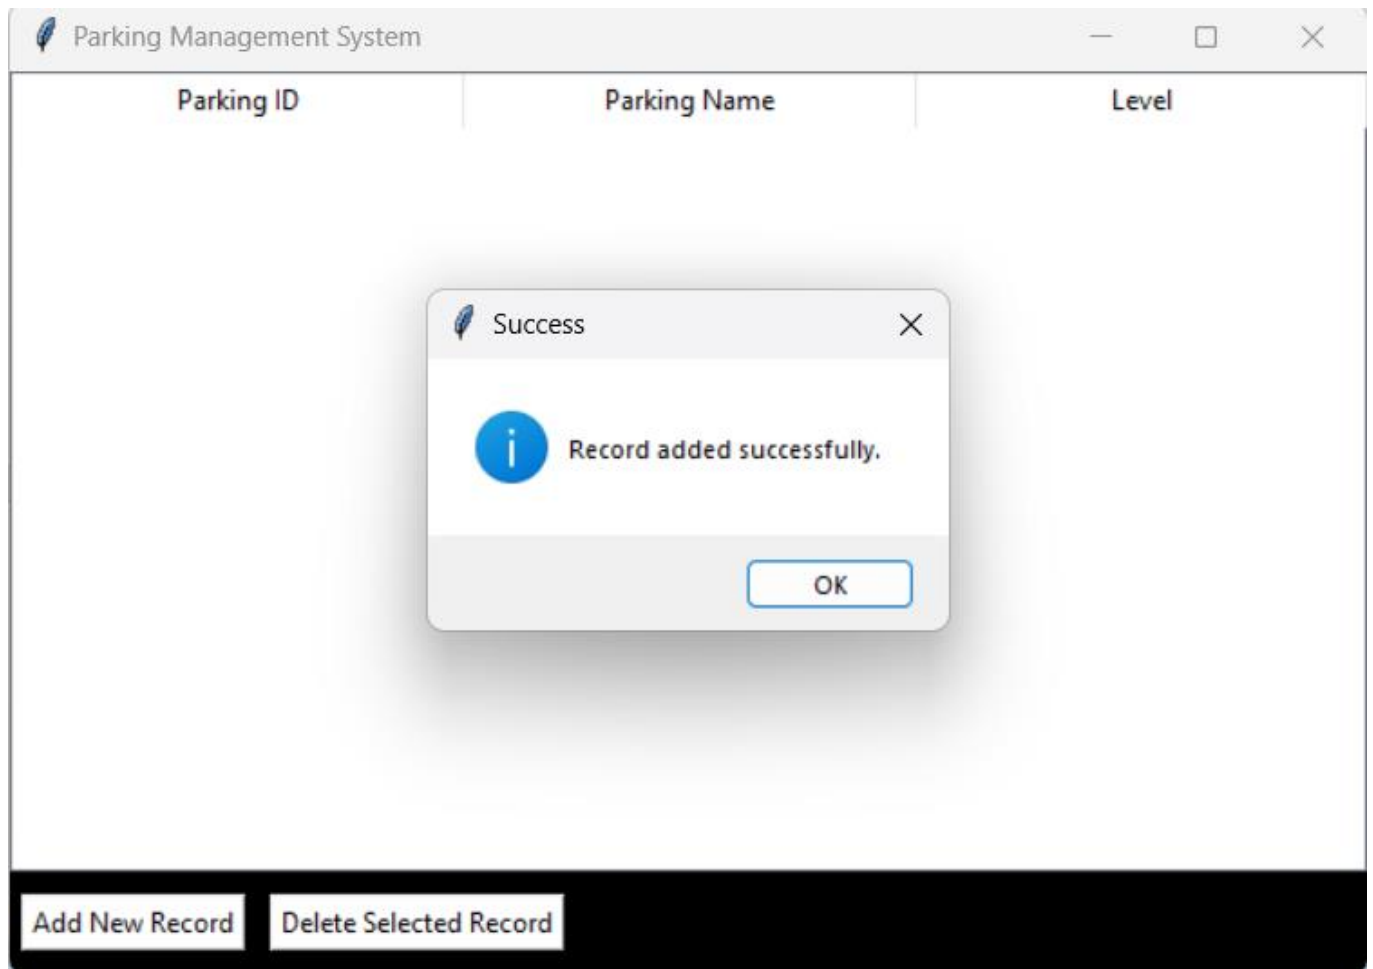 Parking Management System
Parking ID Parking Name Level
Success
Record added successfully.
OK
Add New Record Delete Selected Record